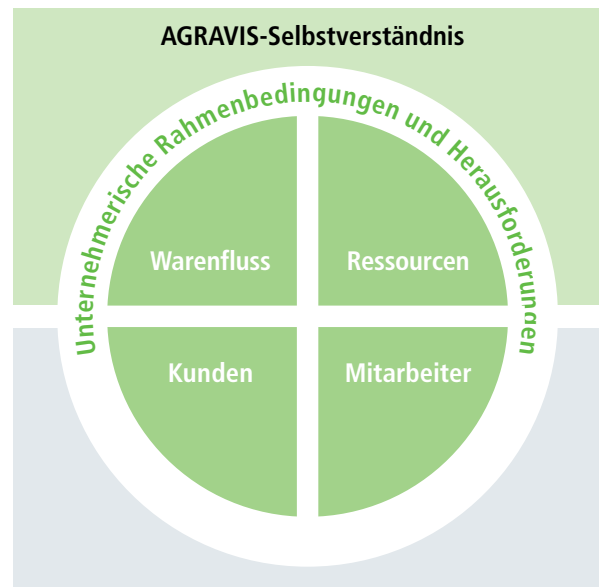 AGRAVIS-Selbstverständnis
Unternehmerische Rahmenbedingungen und Herausforderungen
Warenfluss
Ressourcen
Kunden
Mitarbeiter